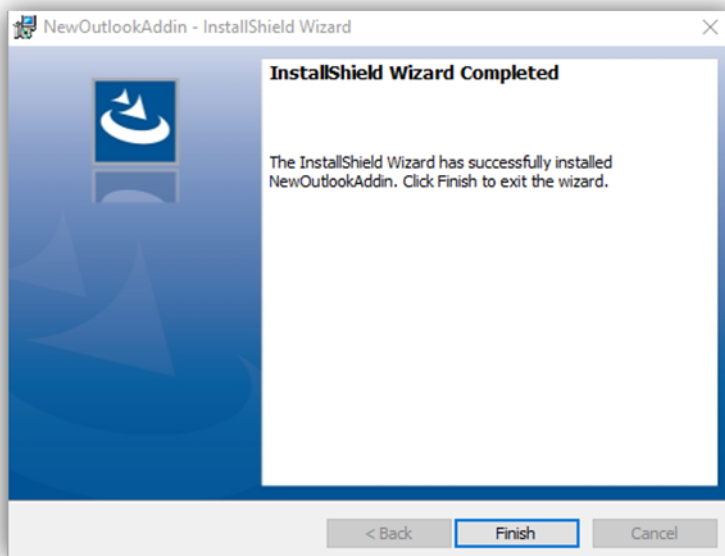 NewOutlookAddin - InstallShield Wizard
InstallShield Wizard Completed
The InstallShield Wizard has successfully installed
NewOutlookAddin. Click Finish to exit the wizard.
< Back
Finish
Cancel